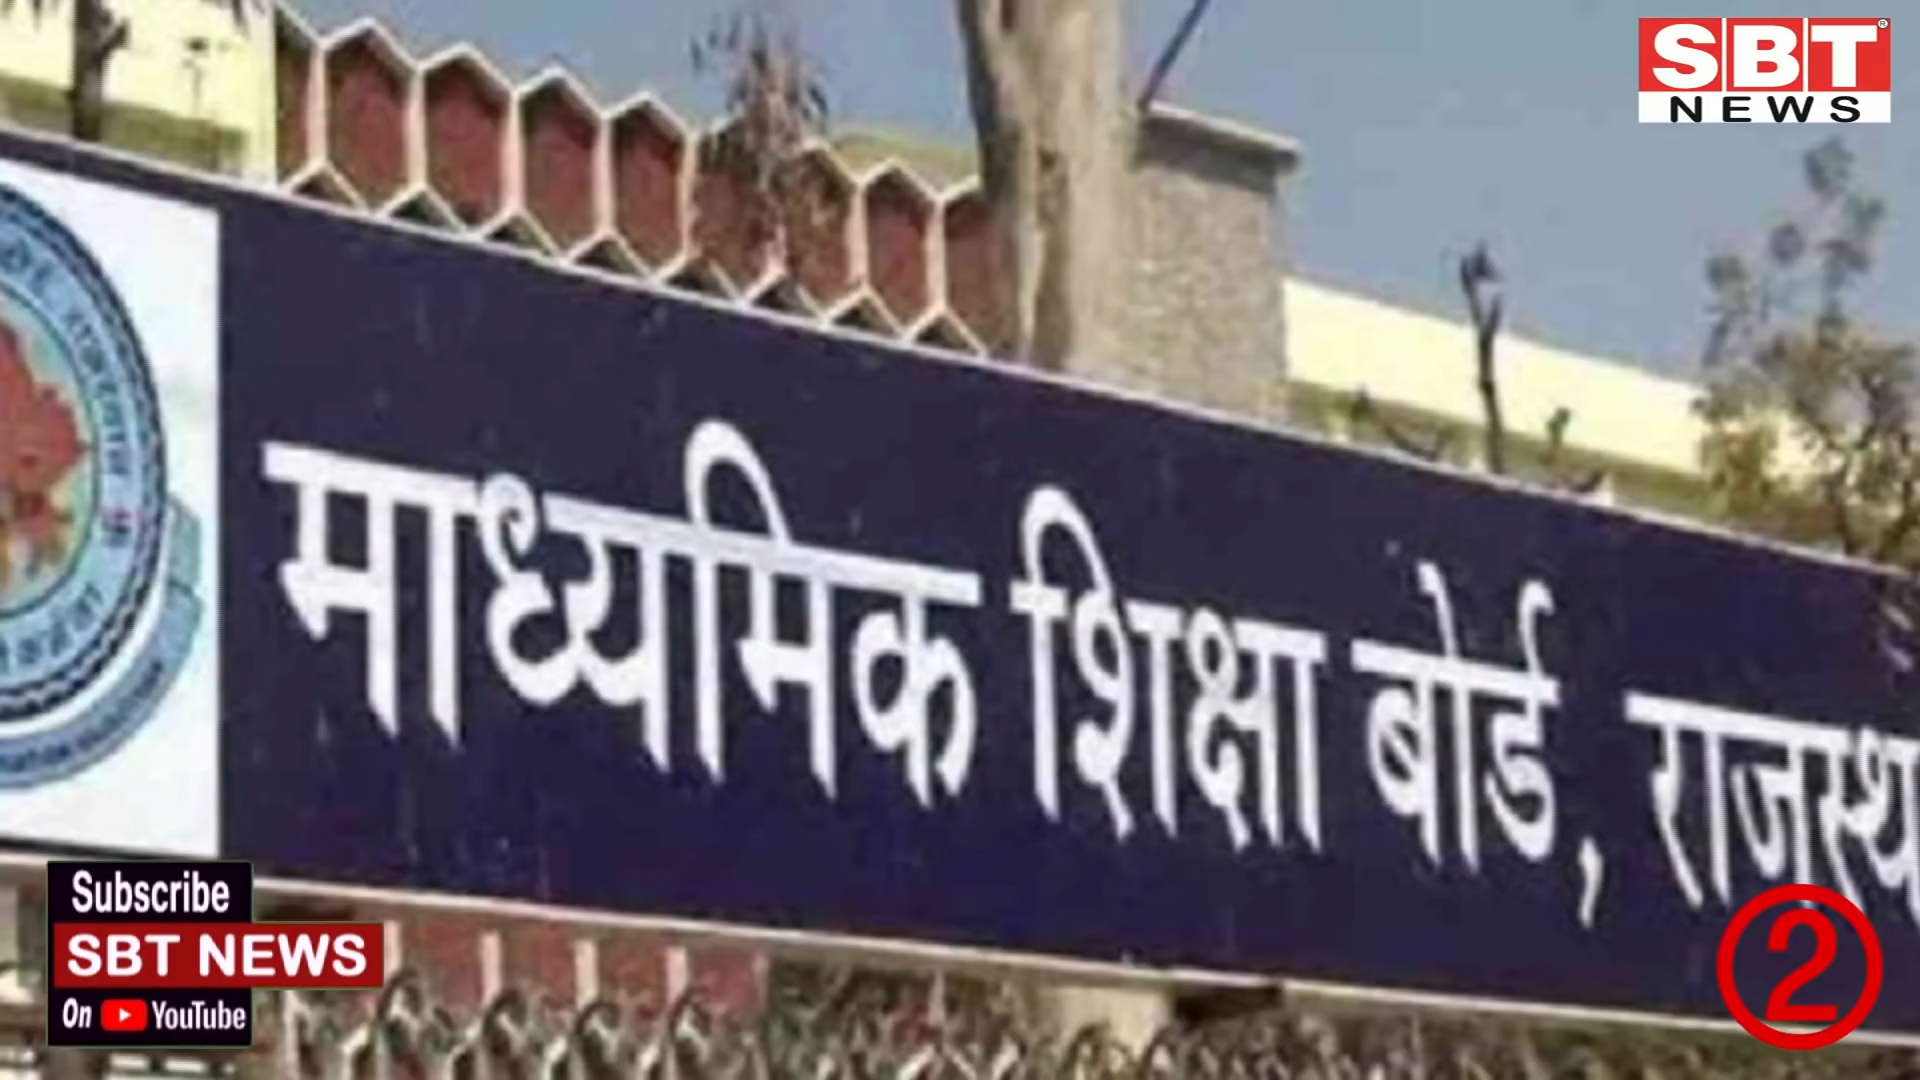 SBT
NEWS
माध्यमिक शिक्षा बोर्ड, राजस्थ
Subscribe
SBT NEWS
On YouTube
2